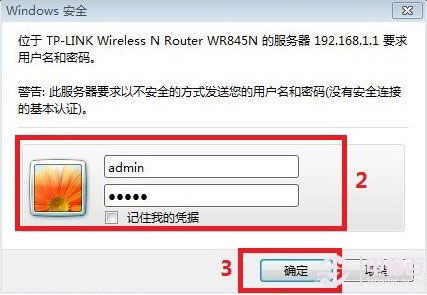 Windows 安全
位于 TP-LINK Wireless N Router WR845N 的服务器 192.168.1.1 要求
用户名和密码。
警告: 此服务器要求以不安全的方式发送您的用户名和密码(没有安全连接
的基本认证)。
admin
●●●●●
2
记住我的凭据
3
确定
取消